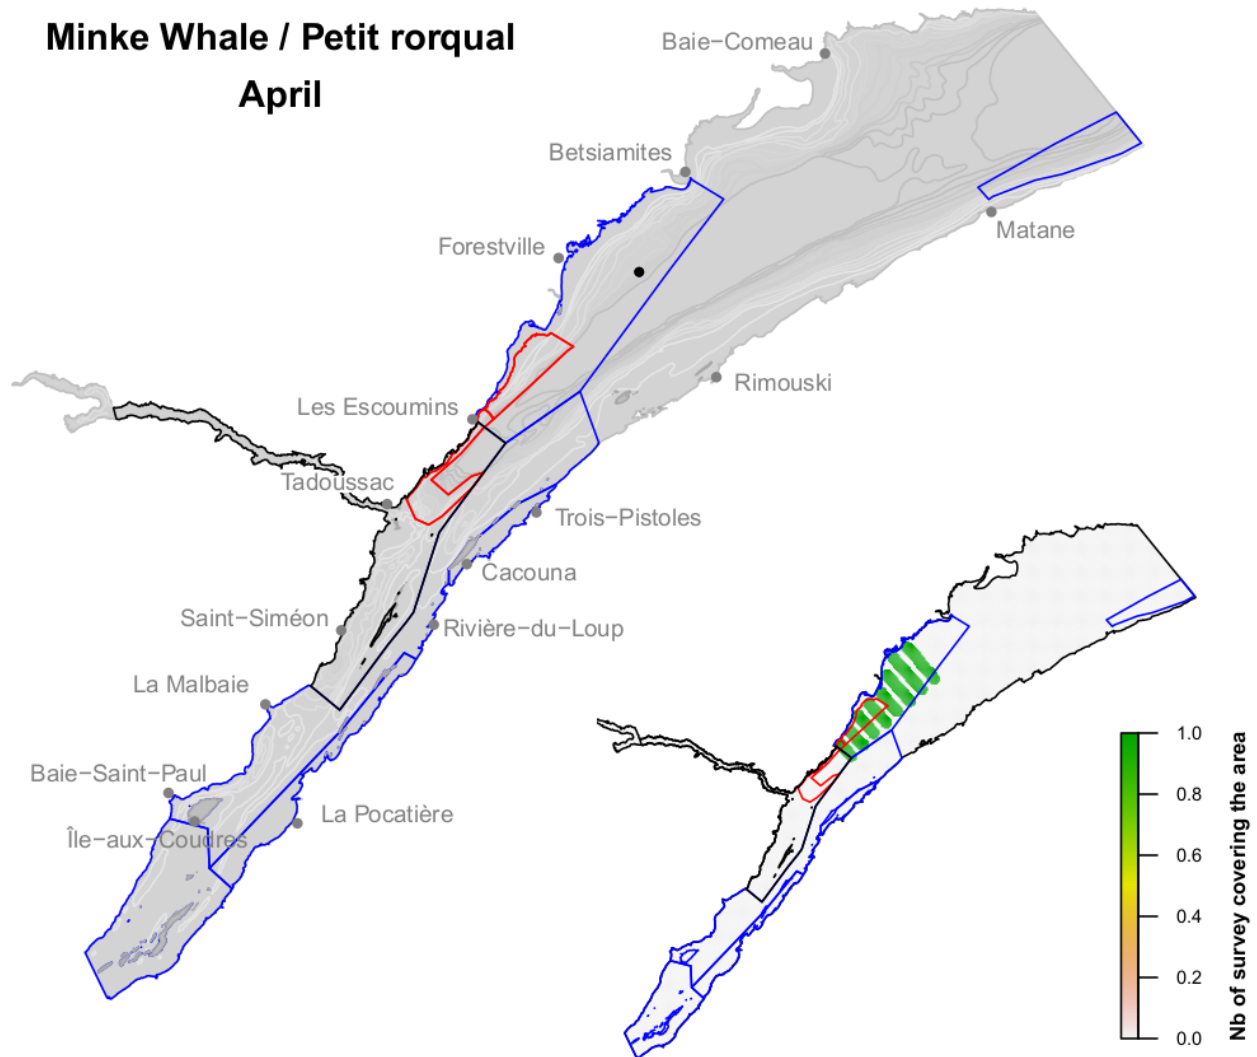 Minke Whale / Petit rorqual
April
Baie−Comeau
Betsiamites
Matane
Forestville
Rimouski
Les Escoumins
Tadoussac
Trois−Pistoles
Cacouna
Saint−Siméon
Rivière−du−Loup
La Malbaie
Baie−Saint−Paul
La Pocatière
Île−aux−Coudres
1.0
0.8
0.6
0.4
0.2
0.0
Nb of survey covering the area